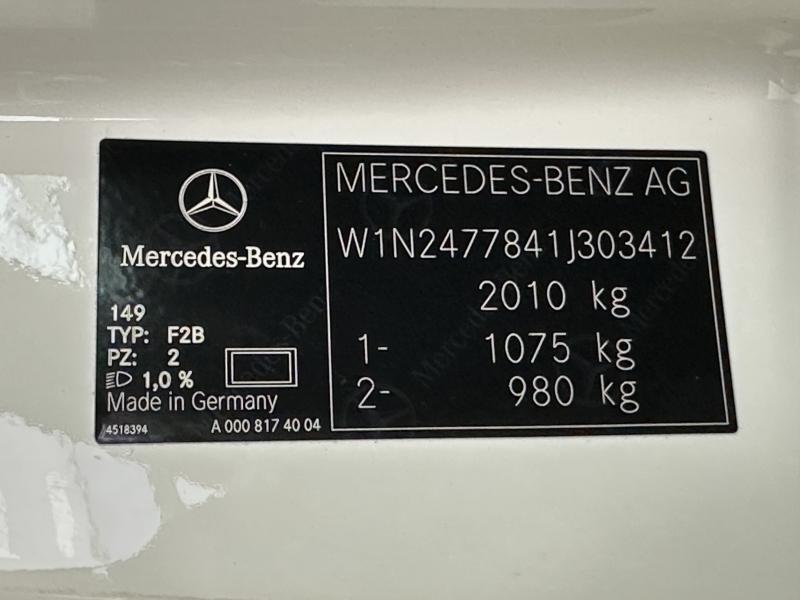 Mercedes-Benz
149
TYP: F2B
PZ: 2
1,0 %
Made in Germany
4518394 A 000 817 40 04
MERCEDES-BENZ AG
W1N2477841J303412
2010 kg
1- 1075 kg
2- 980 kg